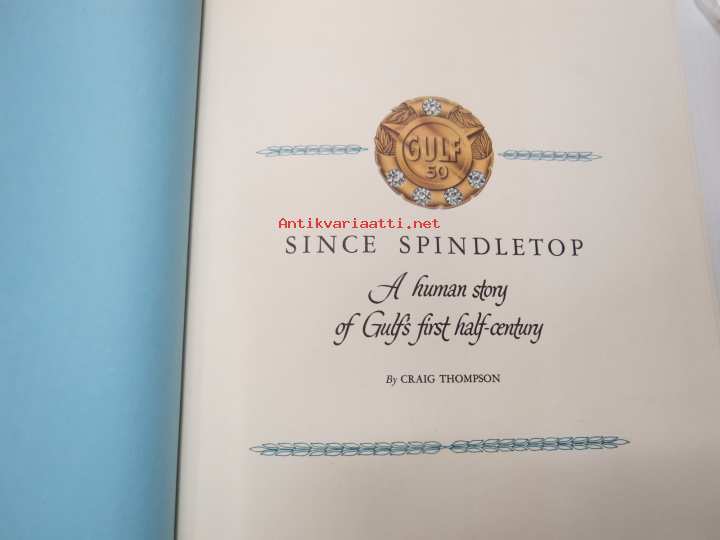 GULF
50
Antikvariaatti.net
SINCE SPINDLETOP
A human story
of Gulf's first half-century
By CRAIG THOMPSON